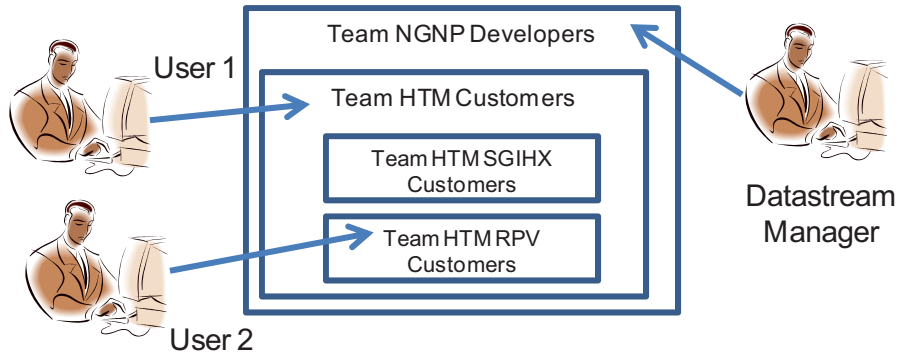 Team NGNP Developers
User 1
Team HTM Customers
Team HTM SGIHX
Customers
Datastream
Manager
Team HTM RPV
Customers
User 2